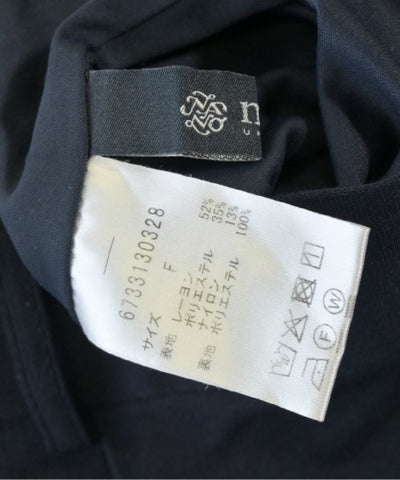 NANO
n
U
6733130328
サイズ F
表地 レーヨン 52%
ポリエステル 35%
ナイロン 13%
裏地 ポリエステル 100%
F
W